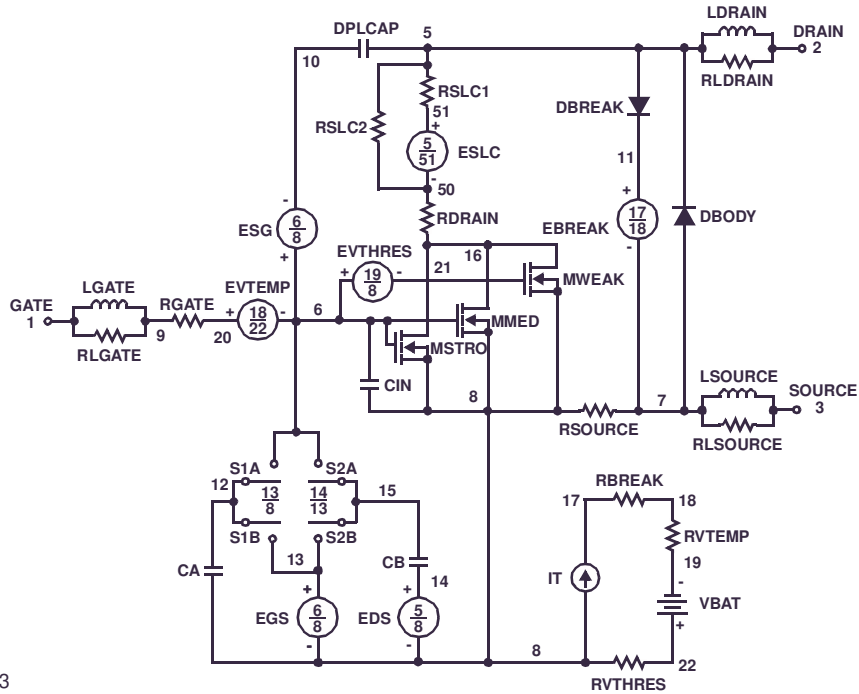 LDRAIN
DPLCAP 5 DRAIN
10 2
RLDRAIN
RSLC1
51
RSLC2
+
5
51
ESLC
-
50
DBREAK
11
+
17
18
EBREAK
-
DBODY
RDRAIN
-
6
8
ESG
+
EVTHRES
+
19
8
-
21
16
MWEAK
LGATE
GATE
1
RLGATE
9
RGATE
20
EVTEMP
+
18
22
-
6
MMED
MSTRO
CIN
8
RSOURCE
7
LSOURCE
SOURCE
3
RLSOURCE
S1A
S2A
12
13
8
14
13
15
S1B
S2B
13
CA
CB
14
+
6
8
EGS
-
+
5
8
EDS
-
8
RBREAK
17
18
RVTEMP
19
IT
-
VBAT
+
22
RVTHRES
3